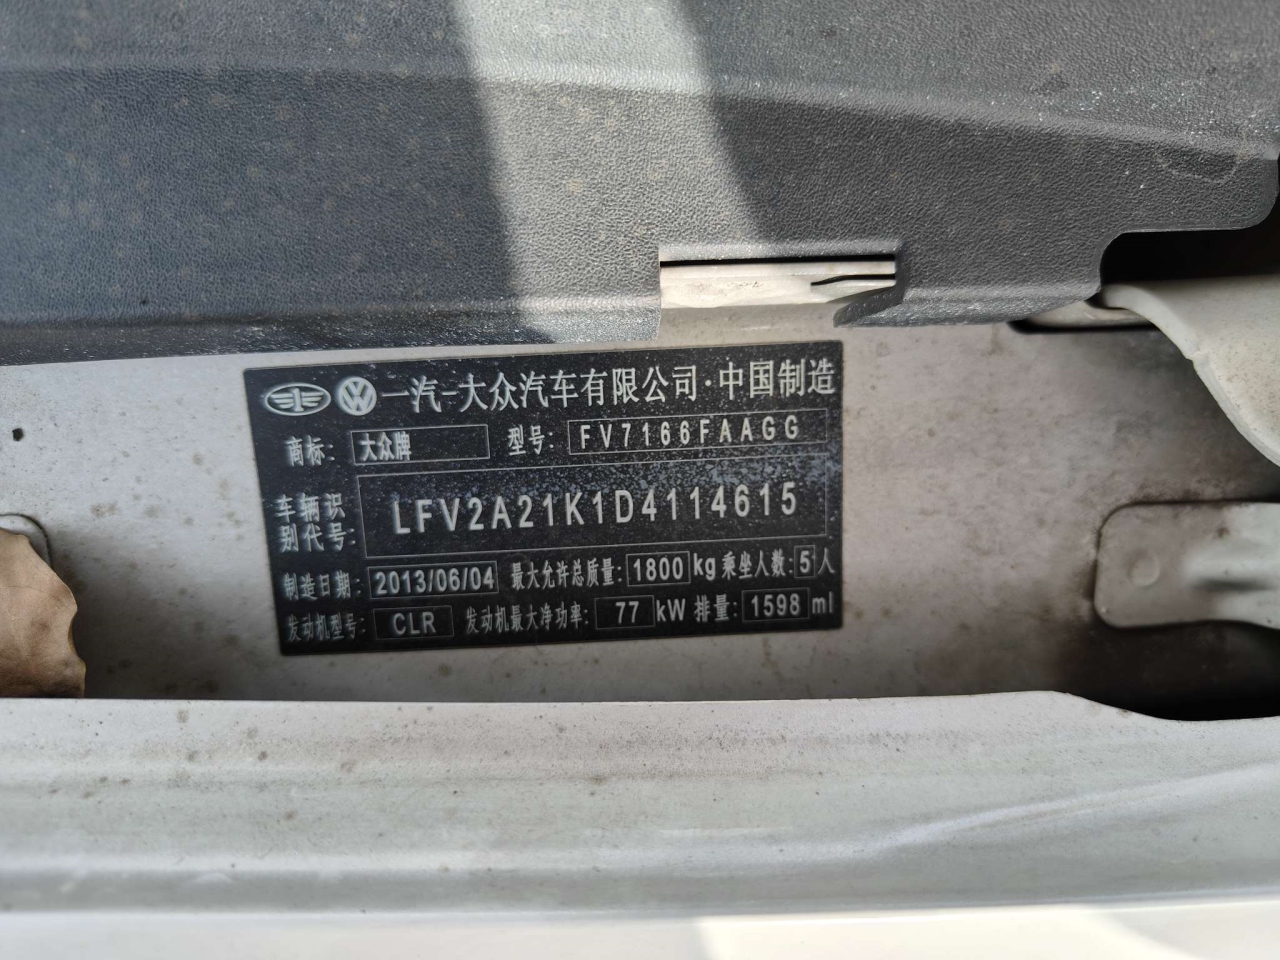 一汽-大众汽车有限公司·中国制造
商标: 大众牌 型号: FV7166FAAGG
车辆识别代号: LFV2A21K1D4114615
制造日期: 2013/06/04 最大允许总质量: 1800 kg 乘坐人数: 5 人
发动机型号: CLR 发动机最大净功率: 77 kW 排量: 1598 ml